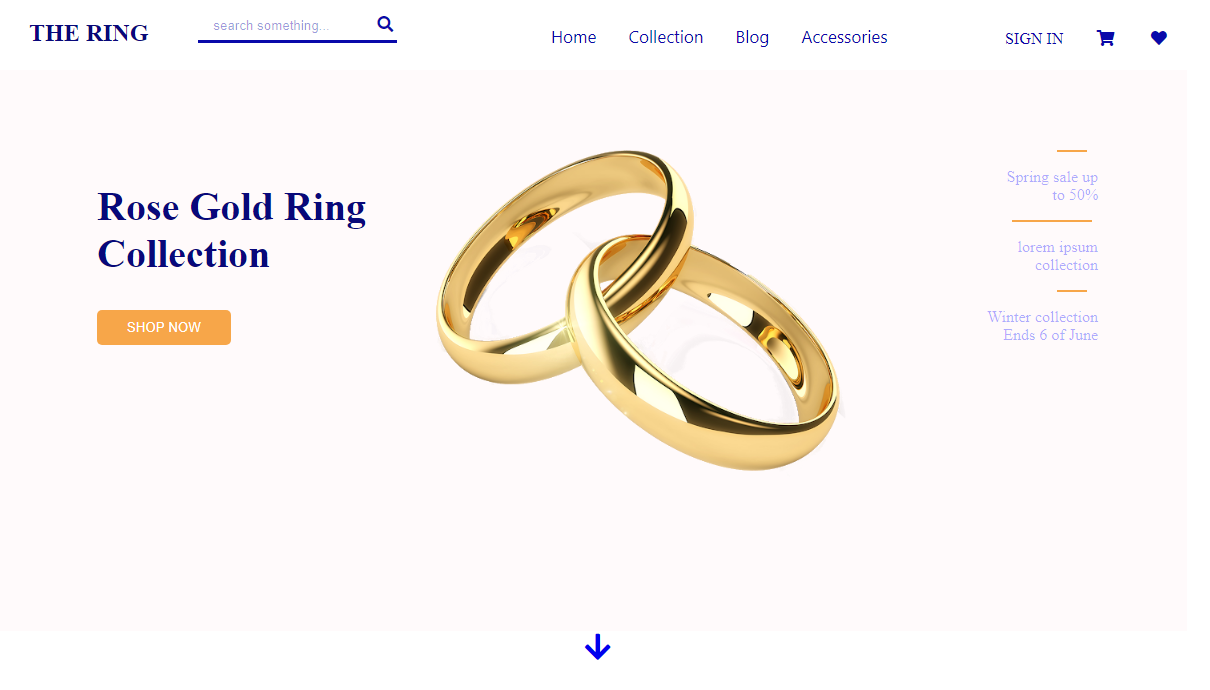 THE RING
search something...
Home Collection Blog Accessories
SIGN IN
Rose Gold Ring
Collection
SHOP NOW
Spring sale up
to 50%
lorem ipsum
collection
Winter collection
Ends 6 of June